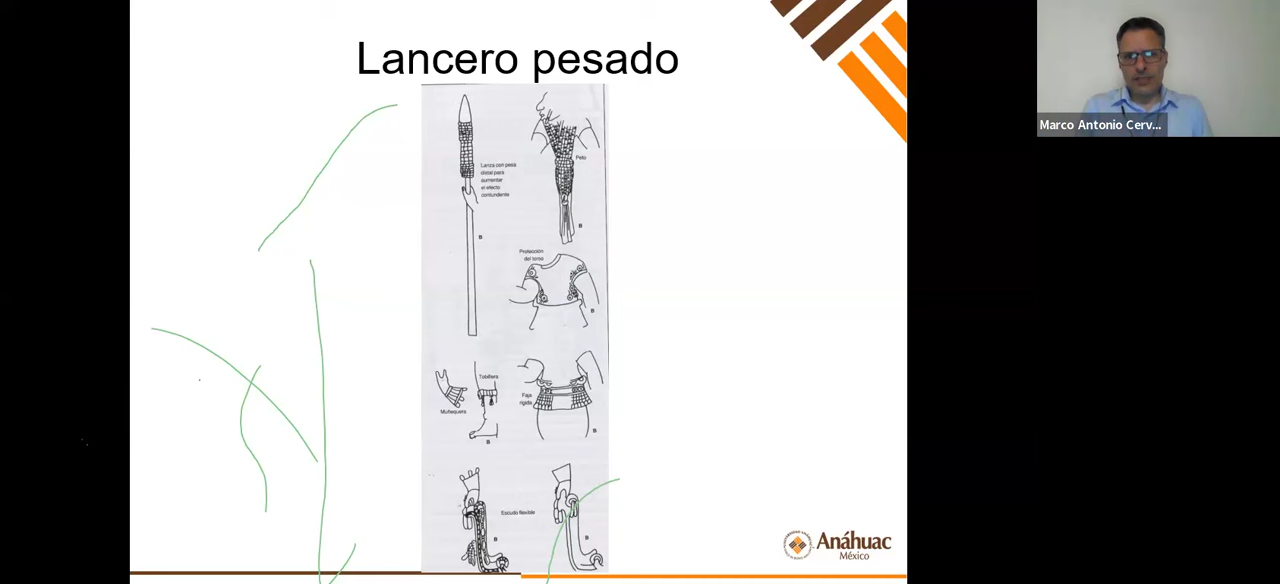 Lancero pesado
Marco Antonio Cerv...
Lanza con pesa
distal para
aumentar
el efecto
contundente
B
Peto
B
Protección
del torso
B
Tobillera
Muñequera
B
Faja
rígida
B
Escudo flexible
B
B
Anáhuac
México